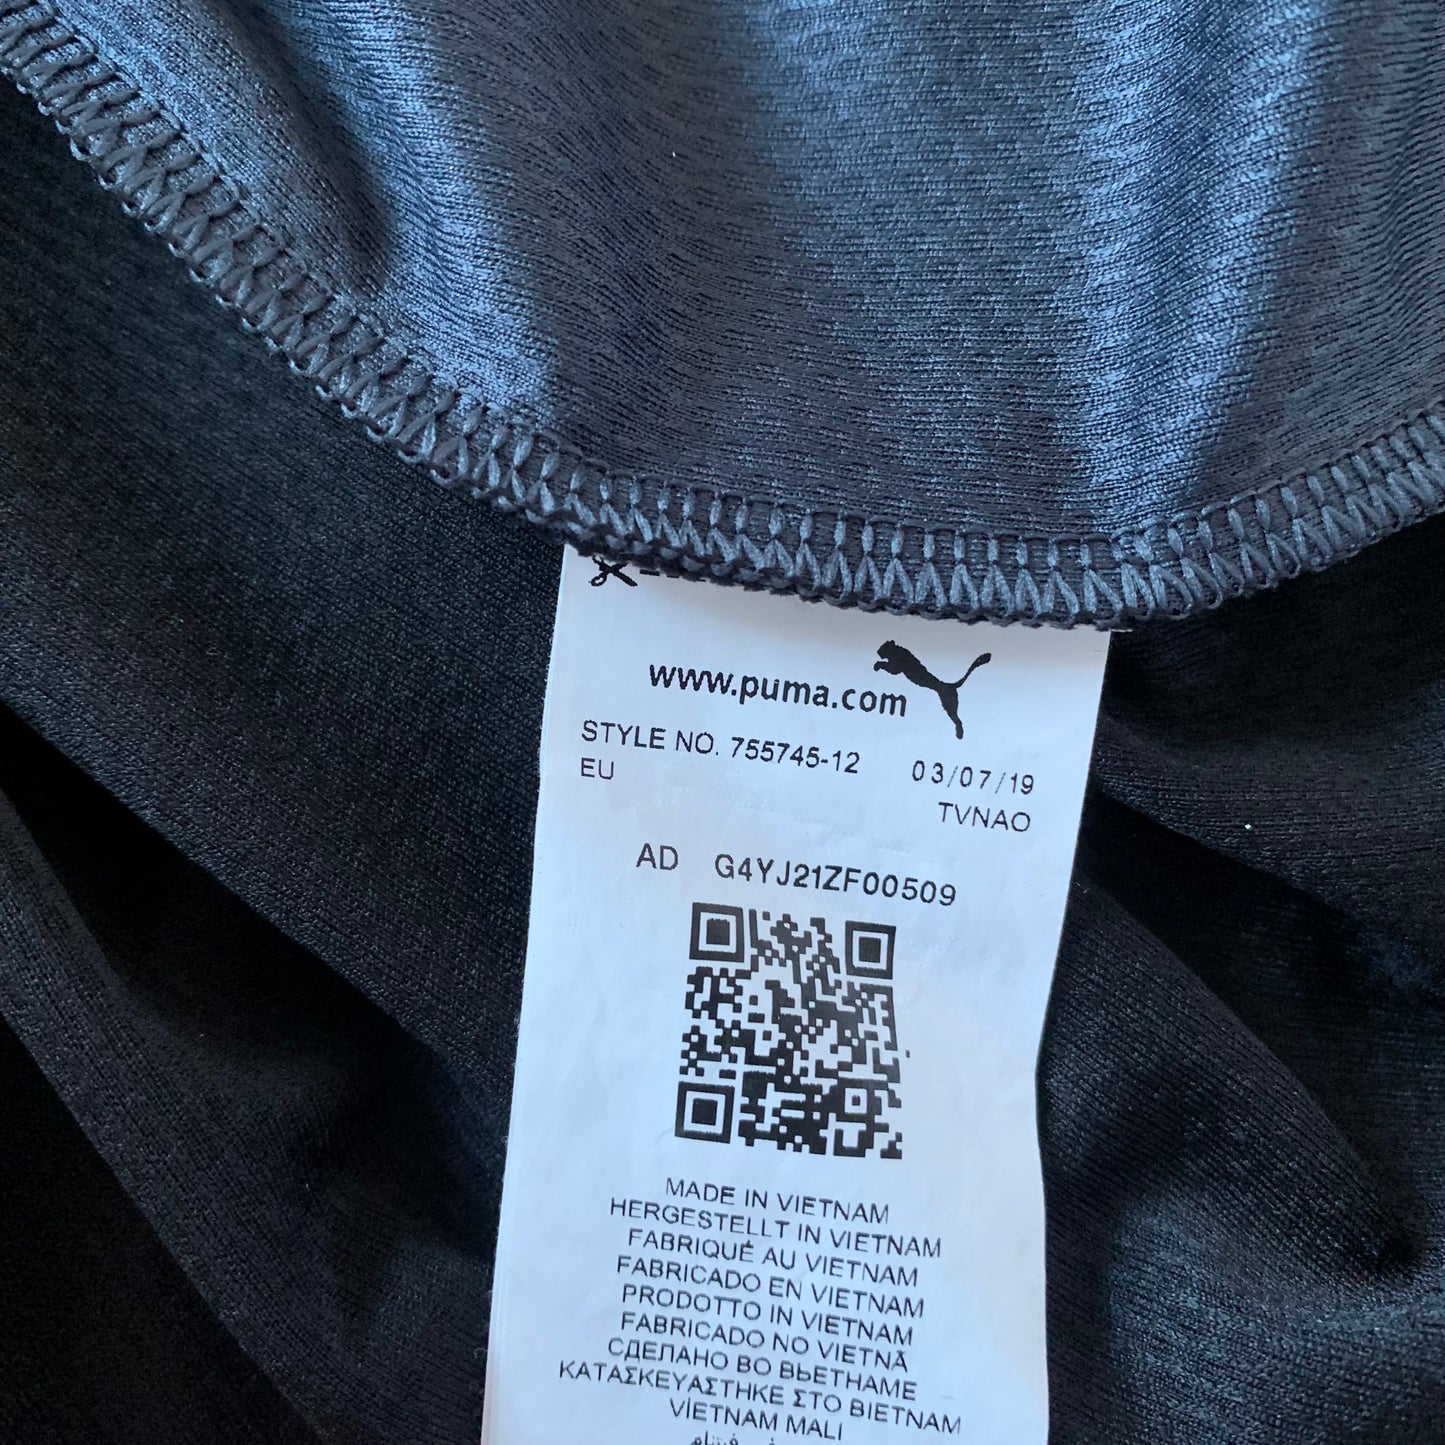 www.puma.com
STYLE NO. 755745-12 03/07/19
EU TVNAO
AD G4YJ21ZF00509
MADE IN VIETNAM
HERGESTELLT IN VIETNAM
FABRIQUÉ AU VIETNAM
FABRICADO EN VIETNAM
PRODOTTO IN VIETNAM
FABRICADO NO VIETNÃ
СДЕЛАНО ВО ВЬЕТНАМЕ
ΚΑΤΑΣΚΕΥΑΣΤΗΚΕ ΣΤΟ ΒΙΕΤΝΑΜ
VİETNAM MALI